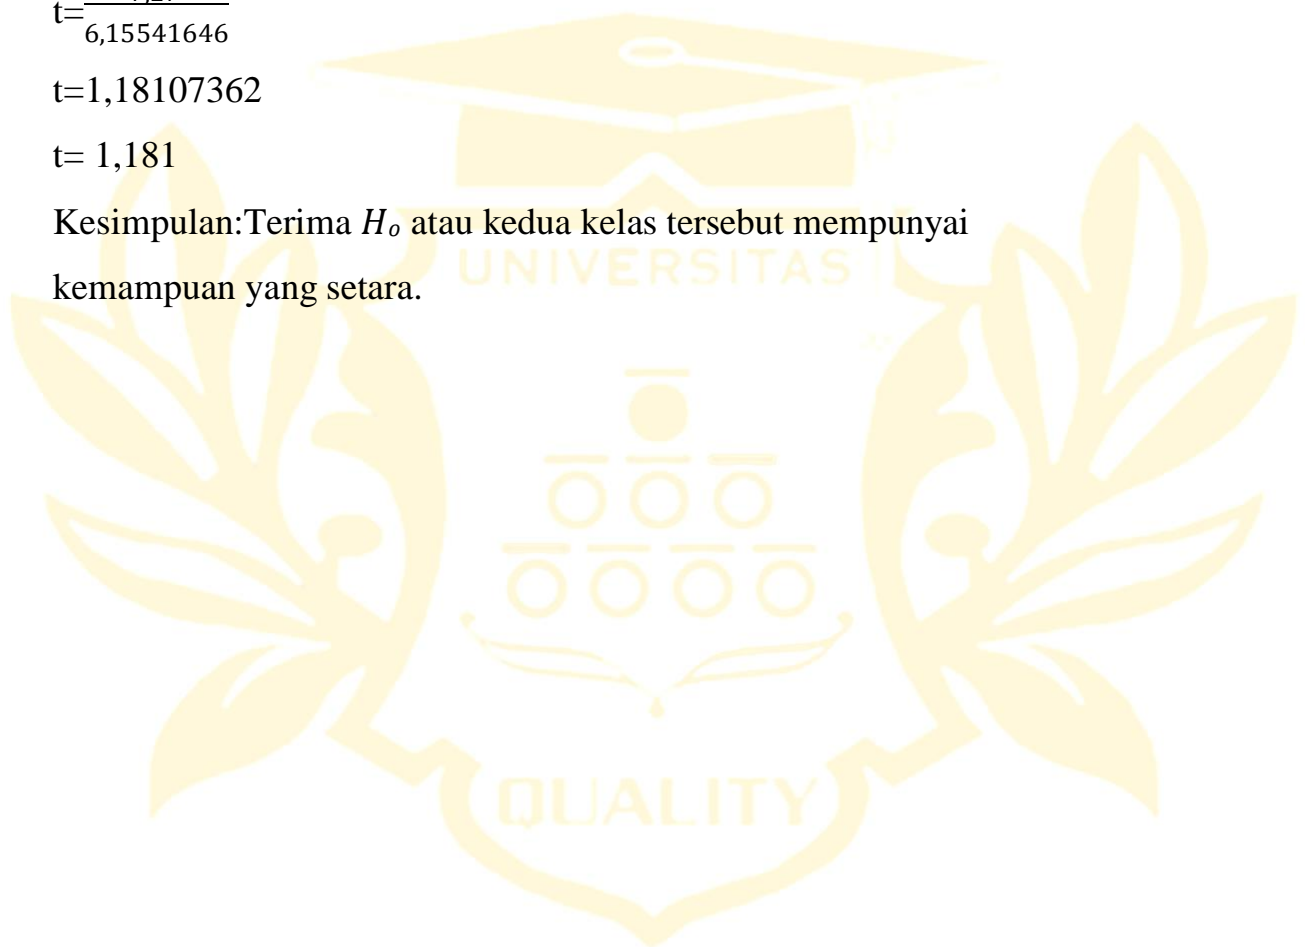 t=
6,15541646
t=1,18107362
t= 1,181
Kesimpulan:Terima Hₒ atau kedua kelas tersebut mempunyai
UNIVERSITAS
kemampuan yang setara.
QUALITY